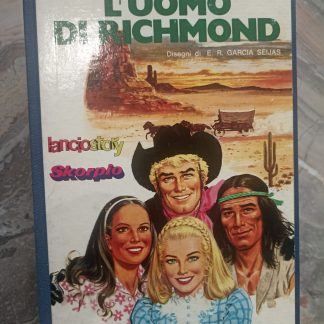 L'UOMO
DI RICHMOND
Disegni di E. R. GARCIA SEIJAS
lanciostory
Skorpio